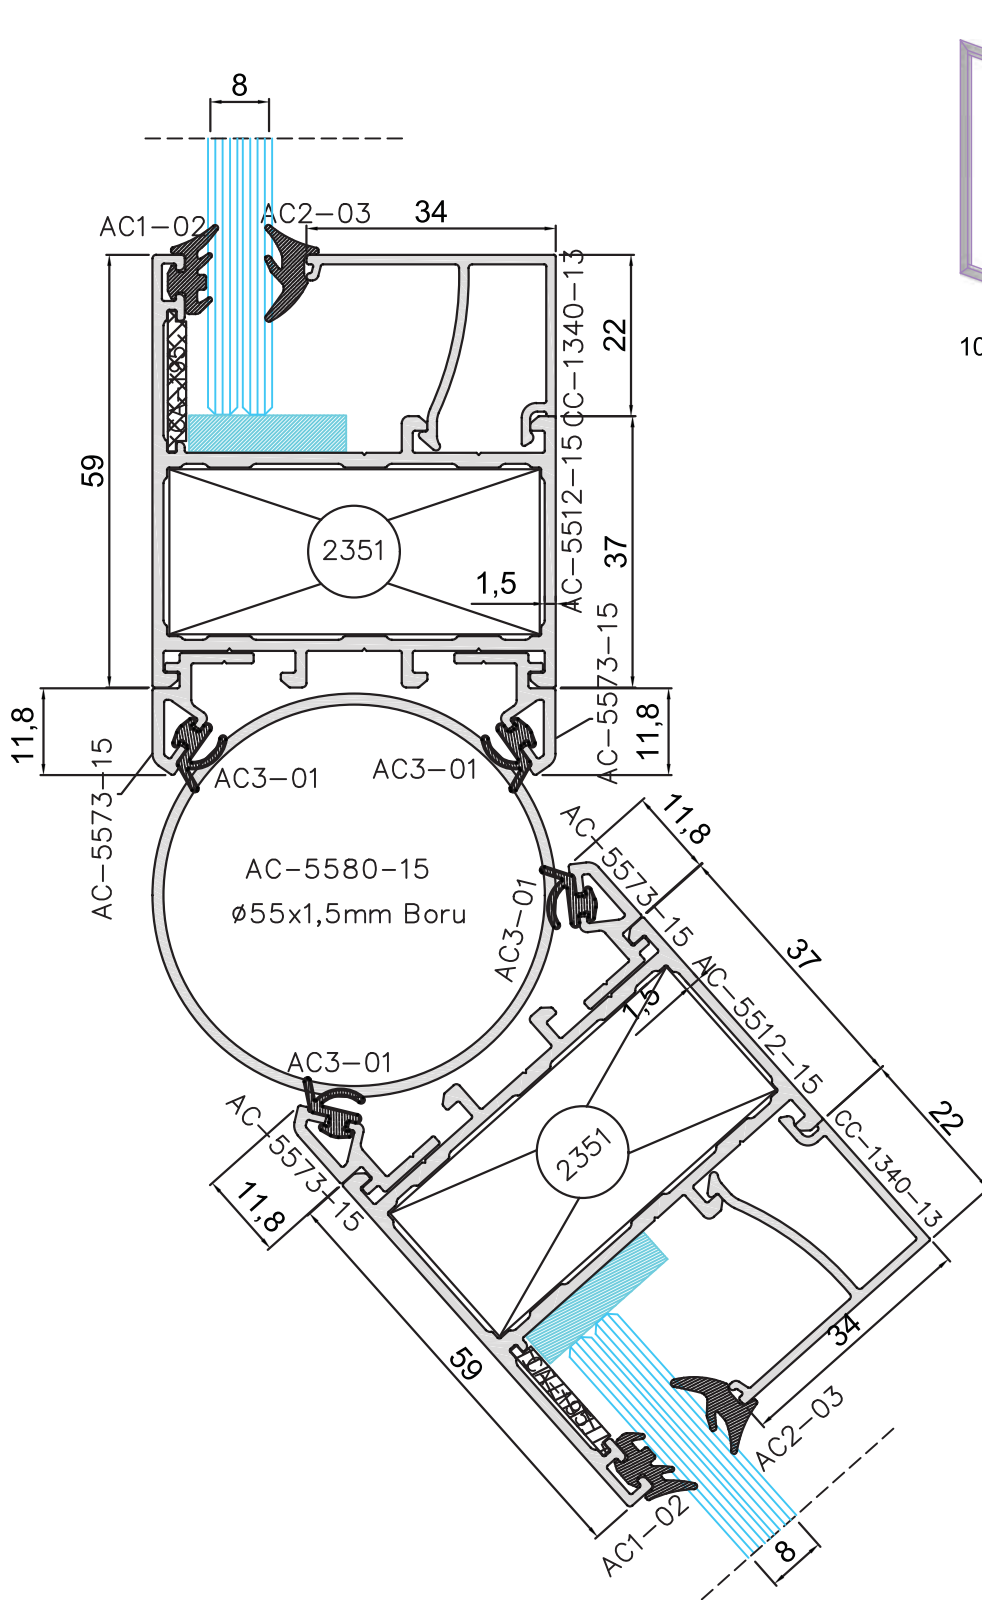 8
AC1-02
AC2-03
34
CC-1340-13
22
59
AC-5512-15
37
2351
1,5
AC-5573-15
11,8
11,8
AC-5573-15
AC3-01
AC3-01
10
AC-5580-15
ø55x1,5mm Boru
AC3-01
AC3-01
AC-5573-15
11,8
37
AC-5512-15
1,5
22
CC-1340-13
2351
AC-5573-15
11,8
59
34
AC2-03
AC1-02
8